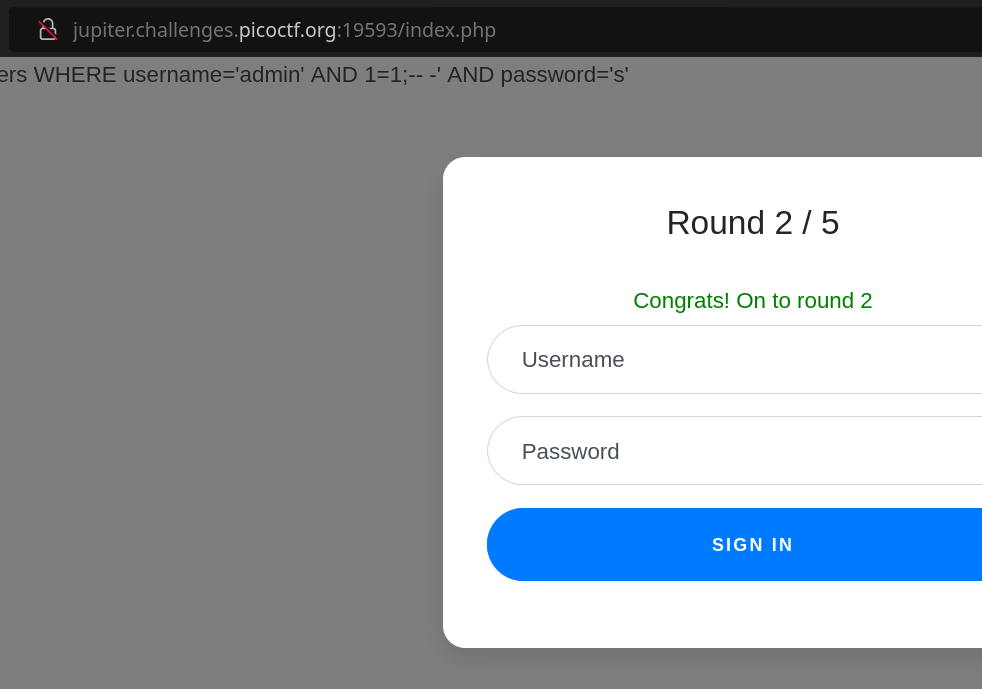 jupiter.challenges.picoctf.org:19593/index.php
WHERE username='admin' AND 1=1;-- -' AND password='s'
Round 2 / 5
Congrats! On to round 2
Username
Password
SIGN IN